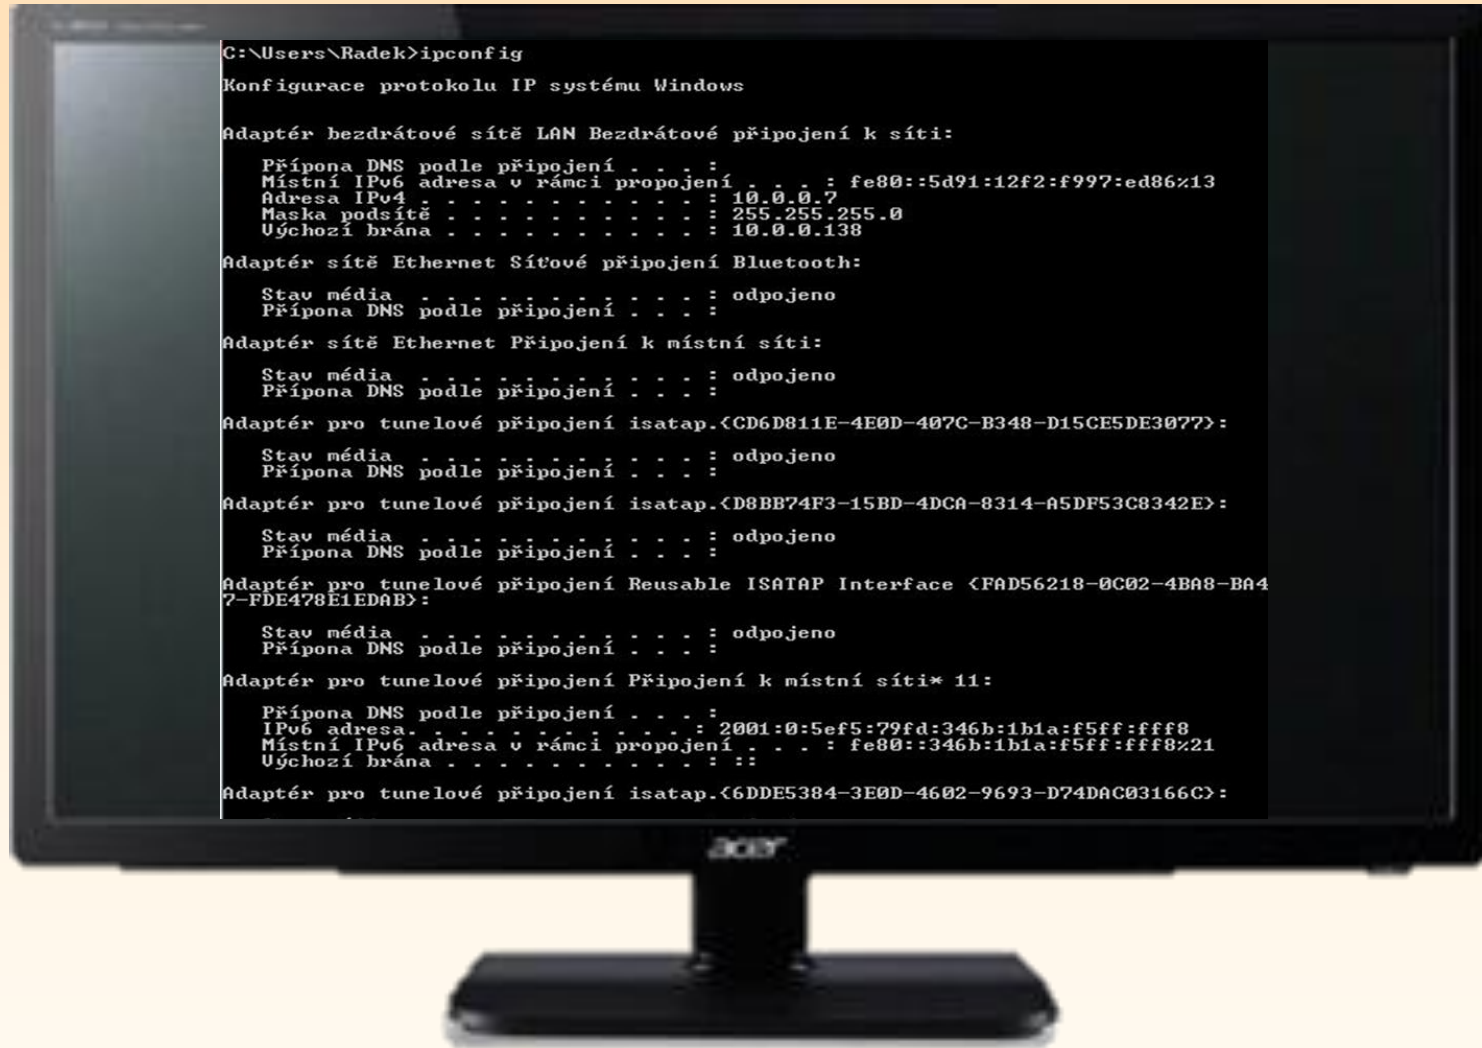 C:\Users\Radek>ipconfig
Konfigurace protokolu IP systému Windows
Adaptér bezdrátové sítě LAN Bezdrátové připojení k síti:
Přípona DNS podle připojení . . . :
Místní IPv6 adresa v rámci propojení . . . : fe80::5d91:12f2:f997:ed86%13
Adresa IPv4 . . . . . . . . . . . : 10.0.0.7
Maska podsítě . . . . . . . . . . : 255.255.255.0
Výchozí brána . . . . . . . . . . : 10.0.0.138
Adaptér sítě Ethernet Síťové připojení Bluetooth:
Stav média . . . . . . . . . . . : odpojeno
Přípona DNS podle připojení . . . :
Adaptér sítě Ethernet Připojení k místní síti:
Stav média . . . . . . . . . . . : odpojeno
Přípona DNS podle připojení . . . :
Adaptér pro tunelové připojení isatap.{CD6D811E-4E0D-407C-B348-D15CE5DE3077}:
Stav média . . . . . . . . . . . : odpojeno
Přípona DNS podle připojení . . . :
Adaptér pro tunelové připojení isatap.{D8BB74F3-15BD-4DCA-8314-A5DF53C8342E}:
Stav média . . . . . . . . . . . : odpojeno
Přípona DNS podle připojení . . . :
Adaptér pro tunelové připojení Reusable ISATAP Interface {FAD56218-0C02-4BA8-BA4
7-FDE478E1EDAB}:
Stav média . . . . . . . . . . . : odpojeno
Přípona DNS podle připojení . . . :
Adaptér pro tunelové připojení Připojení k místní síti* 11:
Přípona DNS podle připojení . . . :
IPv6 adresa. . . . . . . . . . . : 2001:0:5ef5:79fd:346b:1b1a:f5ff:fff8
Místní IPv6 adresa v rámci propojení . . . : fe80::346b:1b1a:f5ff:fff8%21
Výchozí brána . . . . . . . . . . : ::
Adaptér pro tunelové připojení isatap.{6DDE5384-3E0D-4602-9693-D74DAC03166C}:
acer